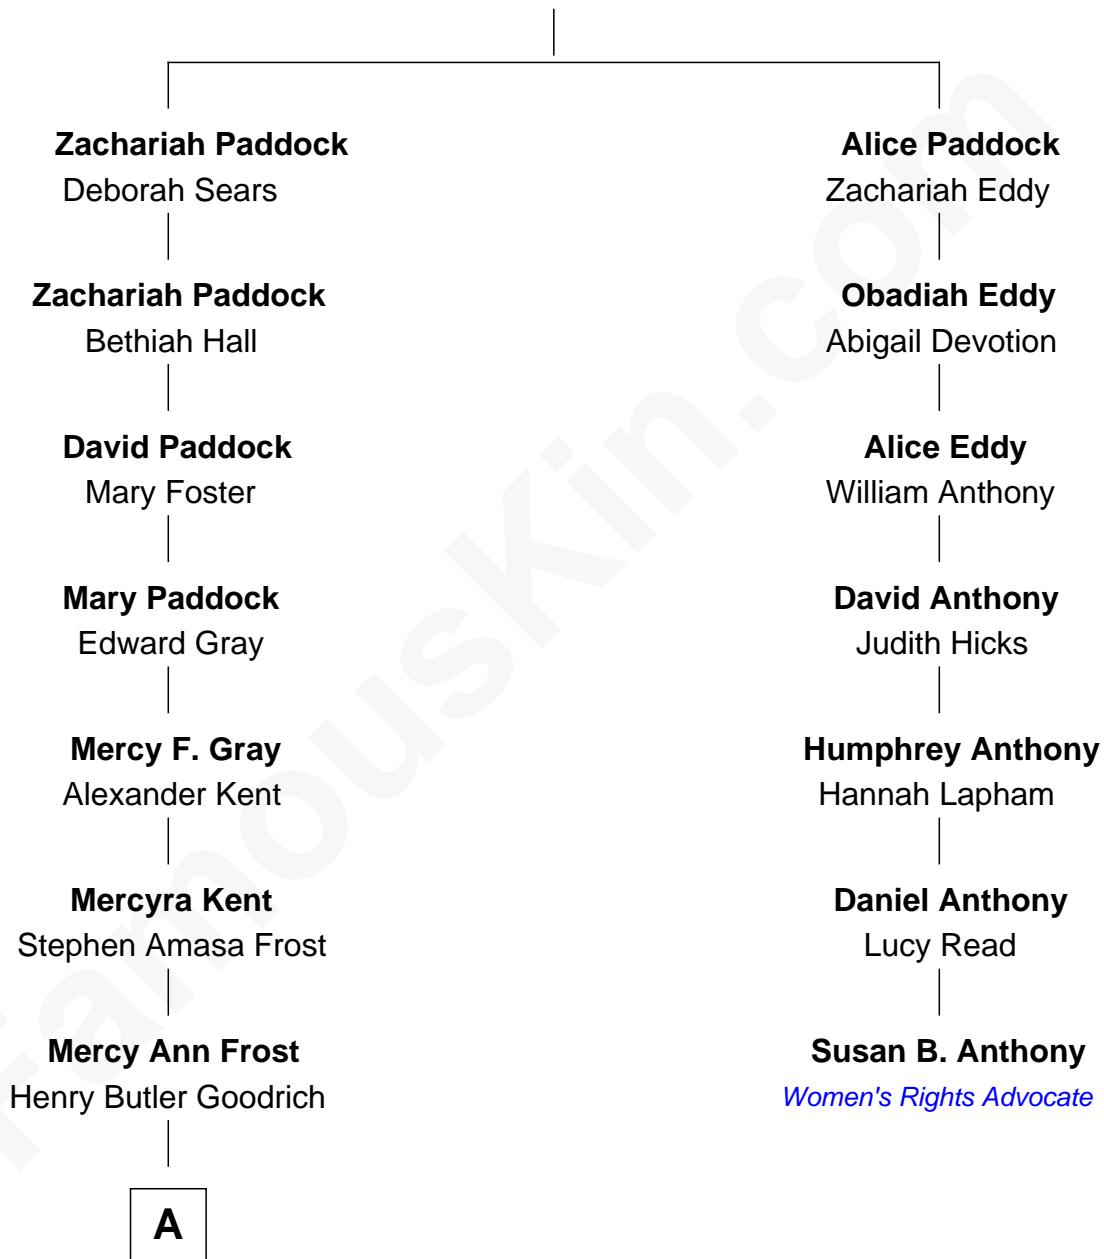 Zachariah Paddock
Deborah Sears
Zachariah Paddock
Bethiah Hall
David Paddock
Mary Foster
Mary Paddock
Edward Gray
Mercy F. Gray
Alexander Kent
Mercyra Kent
Stephen Amasa Frost
Mercy Ann Frost
Henry Butler Goodrich
A
Alice Paddock
Zachariah Eddy
Obadiah Eddy
Abigail Devotion
Alice Eddy
William Anthony
David Anthony
Judith Hicks
Humphrey Anthony
Hannah Lapham
Daniel Anthony
Lucy Read
Susan B. Anthony
Women's Rights Advocate
FamousKin.com